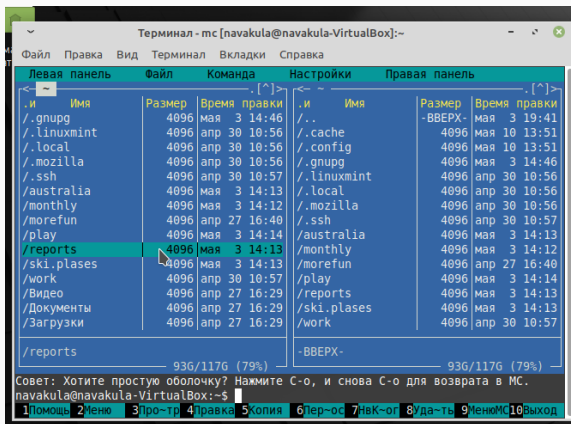 Терминал - mc [navakula@navakula-VirtualBox]:~
Файл Правка Вид Терминал Вкладки Справка
Левая панель Файл Команда Настройки Правая панель
<─ ~ ─.[^]>
.и Имя Размер Время правки
/.gnupg 4096 мая 3 14:46
/.linuxmint 4096 апр 30 10:56
/.local 4096 апр 30 10:56
/.mozilla 4096 апр 30 10:56
/.ssh 4096 апр 30 10:57
/australia 4096 мая 3 14:13
/monthly 4096 мая 3 14:12
/morefun 4096 апр 27 16:40
/play 4096 мая 3 14:14
/reports 4096 мая 3 14:13
/ski.plases 4096 мая 3 14:13
/work 4096 апр 30 10:57
/Видео 4096 апр 27 16:29
/Документы 4096 апр 27 16:29
/Загрузки 4096 апр 27 16:29
/reports
93G/117G (79%)
<─ ~ ─.[^]>
.и Имя Размер Время правки
/.. -ВВЕРХ- мая 3 19:41
/.cache 4096 мая 10 13:51
/.config 4096 мая 10 13:51
/.gnupg 4096 мая 3 14:46
/.linuxmint 4096 апр 30 10:56
/.local 4096 апр 30 10:56
/.mozilla 4096 апр 30 10:56
/.ssh 4096 апр 30 10:57
/australia 4096 мая 3 14:13
/monthly 4096 мая 3 14:12
/morefun 4096 апр 27 16:40
/play 4096 мая 3 14:14
/reports 4096 мая 3 14:13
/ski.plases 4096 мая 3 14:13
/work 4096 апр 30 10:57
-ВВЕРХ-
93G/117G (79%)
Совет: Хотите простую оболочку? Нажмите C-o, и снова C-o для возврата в MC.
navakula@navakula-VirtualBox:~$
1Помощь 2Меню 3Про~тр 4Правка 5Копия 6Пер~ос 7НвК~ог 8Уда~ть 9МенюMC 10Выход